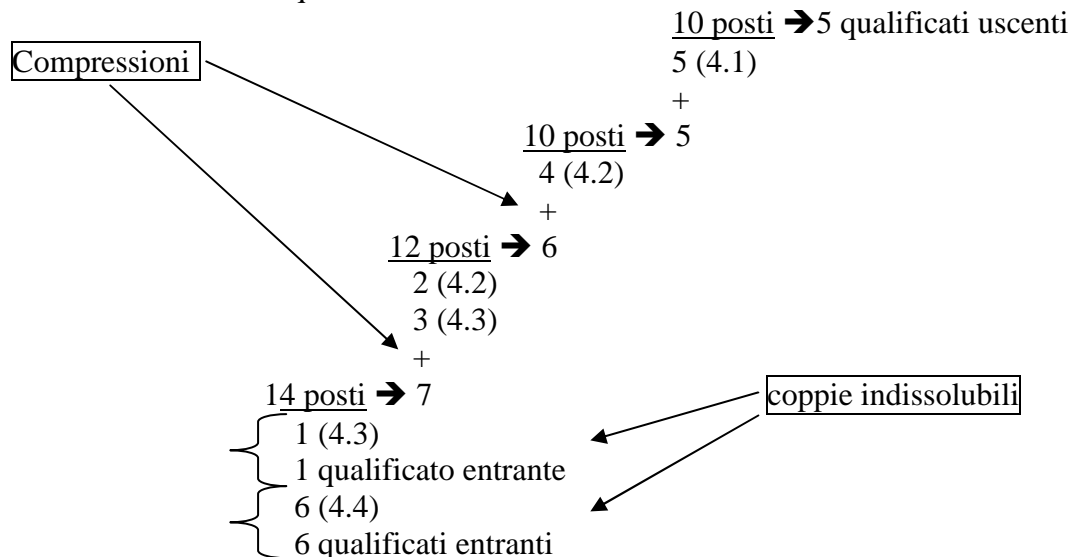 10 posti ➔5 qualificati uscenti
Compressioni
5 (4.1)
+
10 posti ➔ 5
4 (4.2)
+
12 posti ➔ 6
2 (4.2)
3 (4.3)
+
14 posti ➔ 7
coppie indissolubili
1 (4.3)
1 qualificato entrante
6 (4.4)
6 qualificati entranti